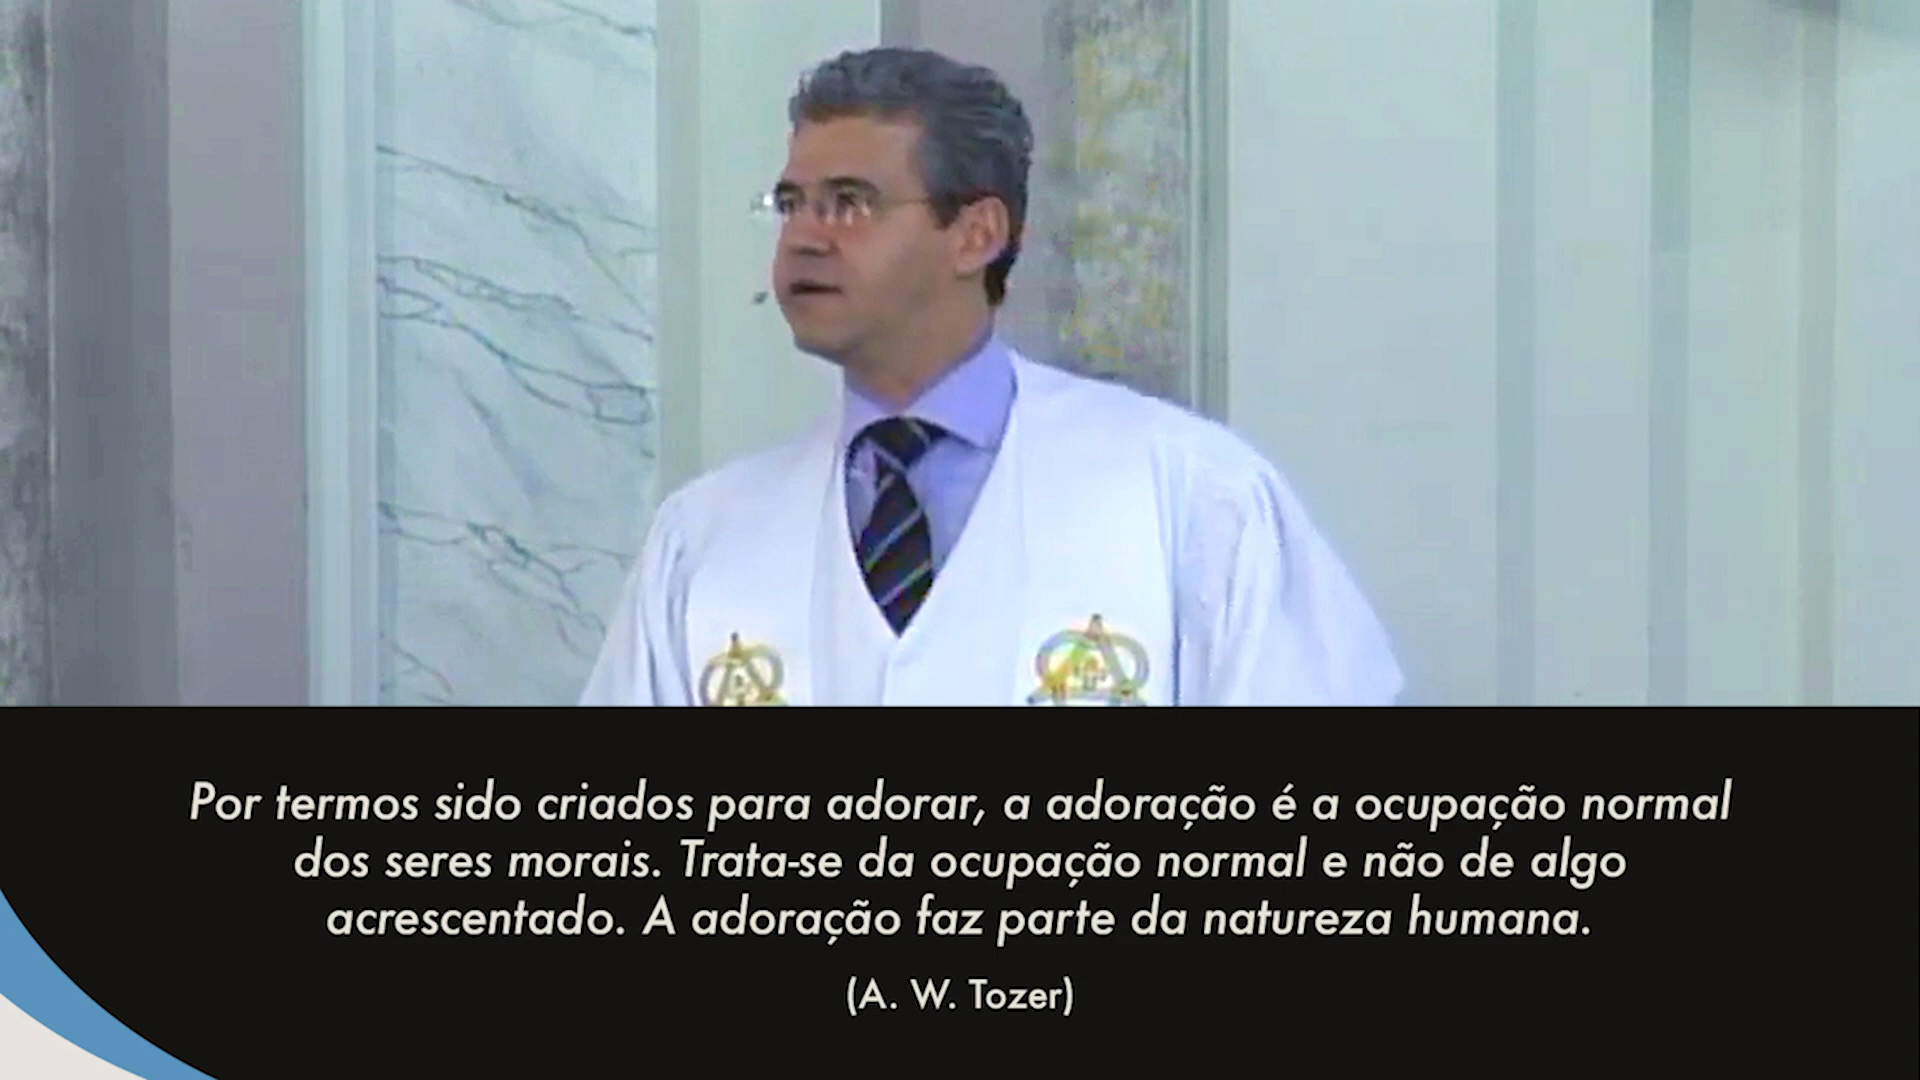 Por termos sido criados para adorar, a adoração é a ocupação normal
dos seres morais. Trata-se da ocupação normal e não de algo
acrescentado. A adoração faz parte da natureza humana.
(A. W. Tozer)